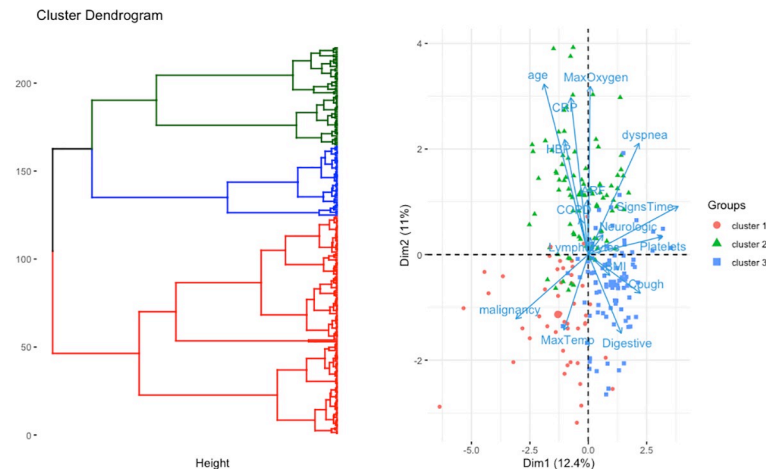 Cluster Dendrogram
200
150
100
50
0
Height
4
2
0
-2
Dim2 (11%)
-5.0
-2.5
0.0
2.5
Dim1 (12.4%)
age
MaxOxygen
CRP
HBP
dyspnea
SignsTime
Neurologic
Platelets
BMI
Cough
malignancy
MaxTemp
Digestive
Groups
cluster 1
cluster 2
cluster 3